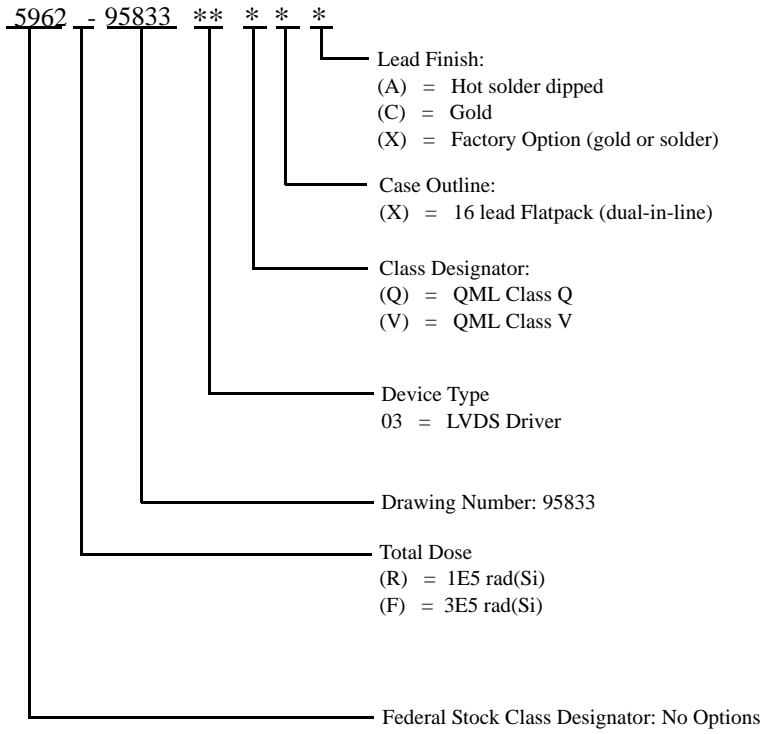 5962 - 95833 ** * * *
Lead Finish:
(A) = Hot solder dipped
(C) = Gold
(X) = Factory Option (gold or solder)
Case Outline:
(X) = 16 lead Flatpack (dual-in-line)
Class Designator:
(Q) = QML Class Q
(V) = QML Class V
Device Type
03 = LVDS Driver
Drawing Number: 95833
Total Dose
(R) = 1E5 rad(Si)
(F) = 3E5 rad(Si)
Federal Stock Class Designator: No Options